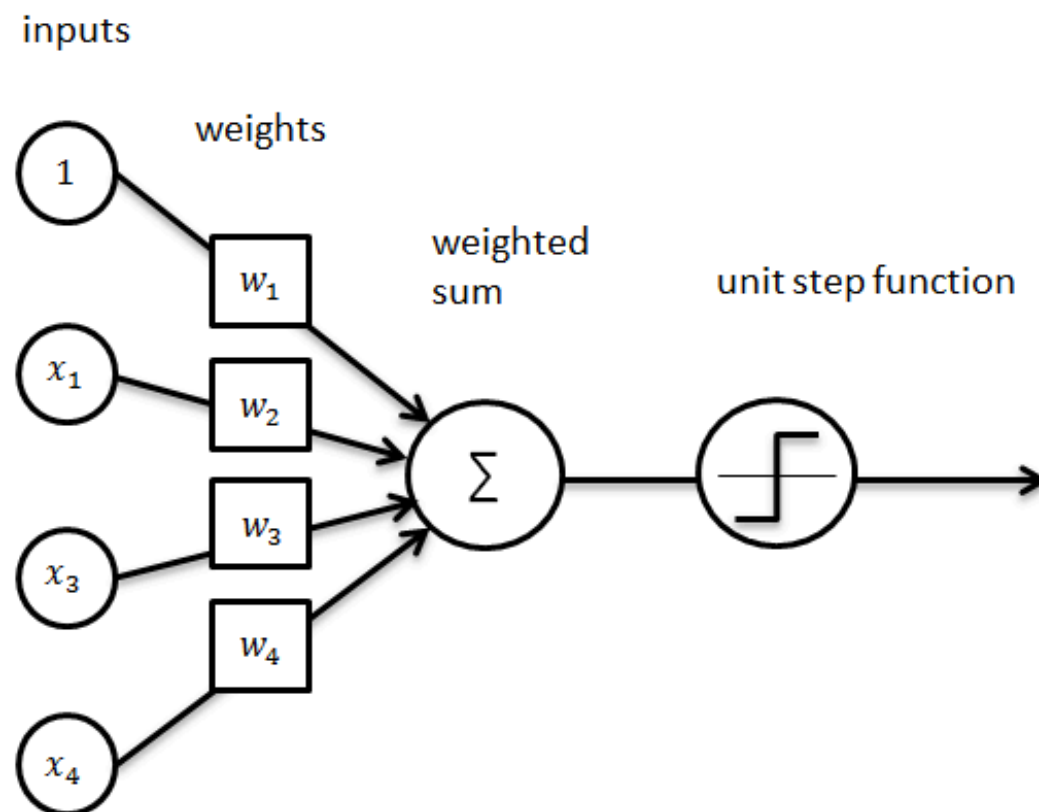 inputs
weights
1
weighted
sum
unit step function
w₁
x₁
w₂
∑
w₃
x₃
w₄
x₄